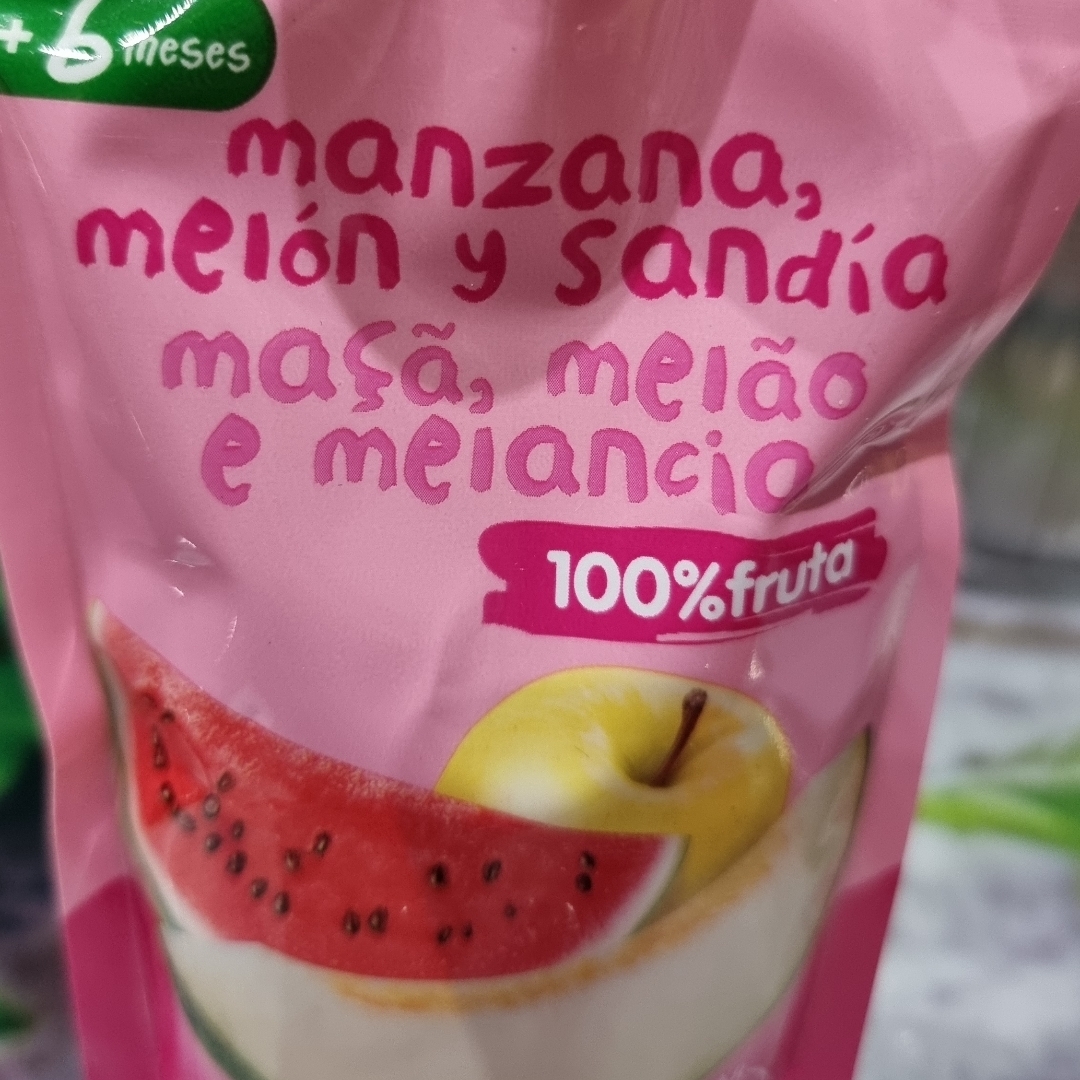 +6 meses
manzana,
melón y sandía
maçã, melão
e melancia
100%fruta